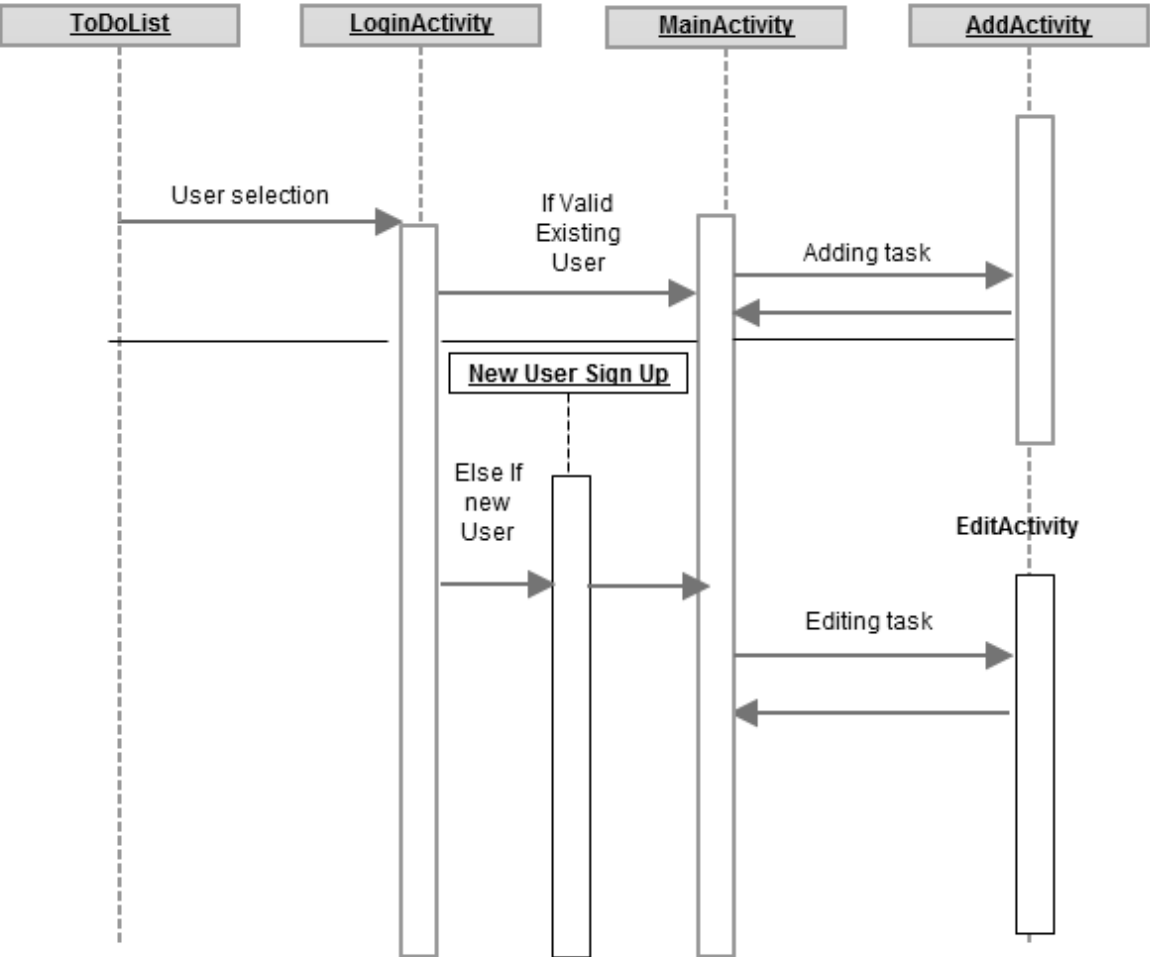 ToDoList
LoginActivity
MainActivity
AddActivity
User selection
If Valid
Existing
User
Adding task
New User Sign Up
Else If
new
User
EditActivity
Editing task